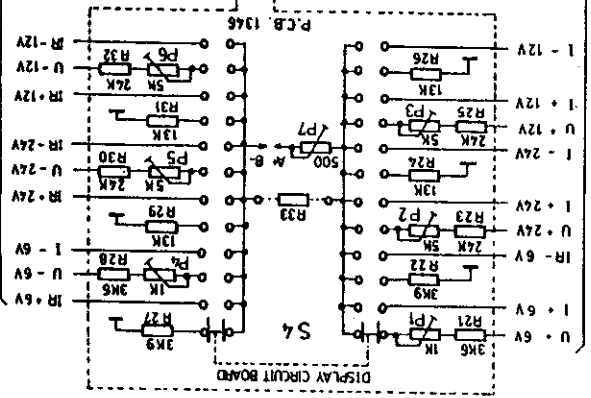 DISPLAY CIRCUIT BOARD
U + 6V
3K6
R21
1K
P1
S4
3K9
R27
I + 6V
IR + 6V
3K9
R22
1K
P4
3K6
R28
U - 6V
IR - 6V
I - 6V
U + 24V
24K
R23
5K
P2
13K
R29
I + 24V
R33
IR + 24V
13K
R24
5K
P5
24K
R30
U - 24V
I - 24V
500
P7
A+
B-
IR - 24V
U + 12V
24K
R25
5K
P3
13K
R31
I + 12V
IR + 12V
13K
R26
5K
P6
24K
R32
U - 12V
I - 12V
IR - 12V
P.C.B. 1346